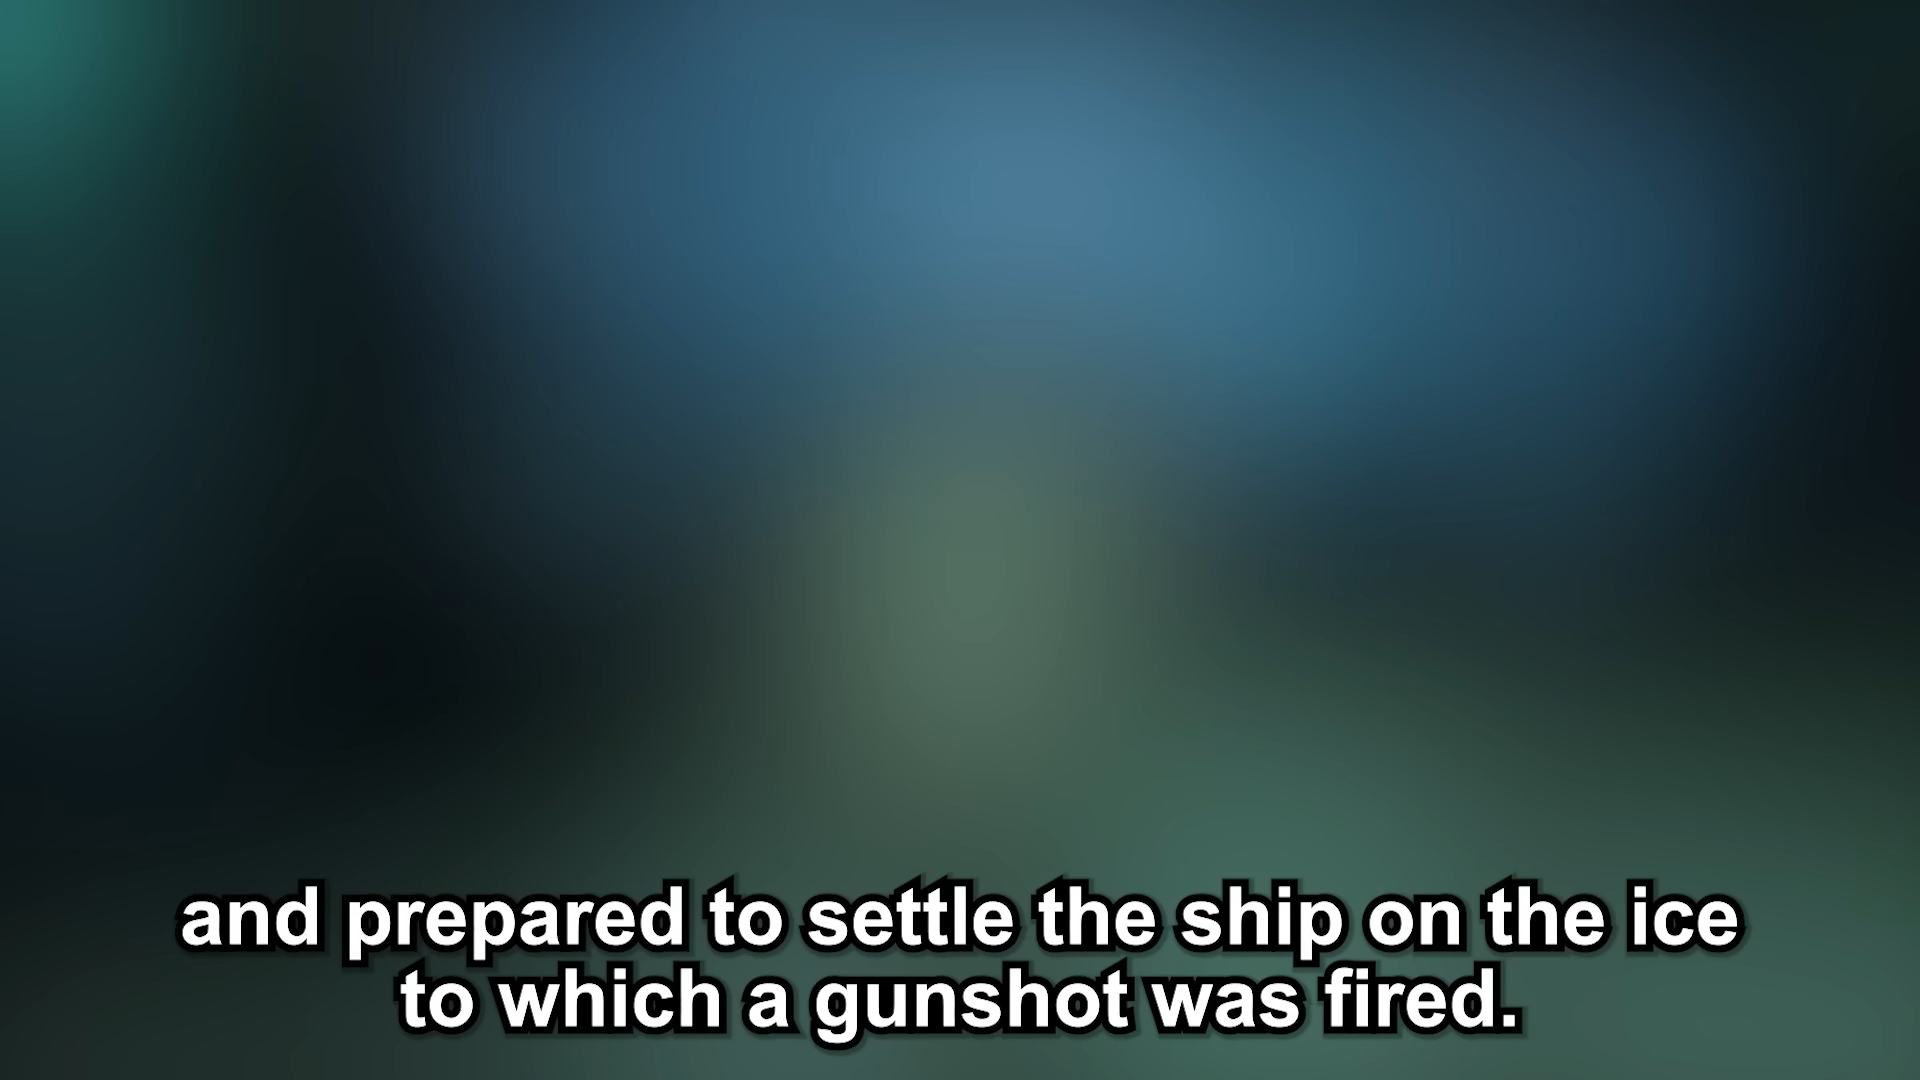 and prepared to settle the ship on the ice
to which a gunshot was fired.